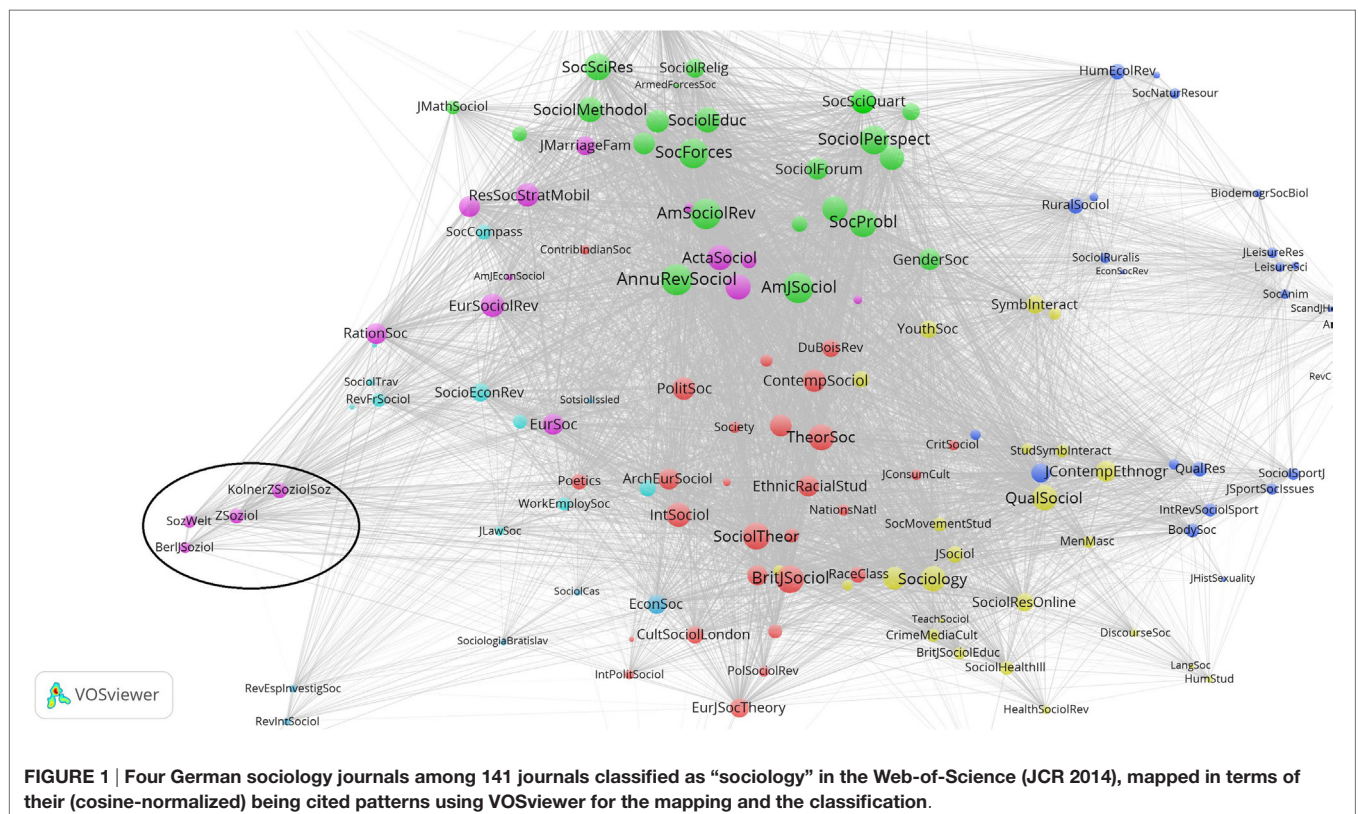 SocSciRes
SociolRelig
ArmedForcesSoc
HumEcolRev
SocNaturResour
JMathSociol
SociolMethodol
SociolEduc
SocSciQuart
JMarriageFam
SocForces
SociolPerspect
SociolForum
ResSocStratMobil
BiodemogrSocBiol
RuralSociol
AmSociolRev
SocProbl
SocCompass
ContribIndianSoc
ActaSociol
GenderSoc
SociolRuralis
JLeisureRes
EconSocRev
LeisureSci
AmJEconSociol
AnnuRevSociol
AmJSociol
SocAnim
EurSociolRev
SymbInteract
ScandJH
RationSoc
YouthSoc
DuBoisRev
SociolTrav
RevFrSociol
SocioEconRev
SotsiolIssled
PolitSoc
ContempSociol
RevC
EurSoc
Society
TheorSoc
CritSociol
StudSymbInteract
KolnerZSoziolSoz
Poetics
ArchEurSociol
EthnicRacialStud
JConsumCult
JContempEthnogr
QualRes
SociolSportJ
JSportSocIssues
SozWelt
ZSoziol
WorkEmploySoc
IntSociol
NationsNatl
QualSociol
IntRevSociolSport
BerlJSoziol
JLawSoc
SociolTheor
SocMovementStud
BodySoc
MenMasc
JSociol
BritJSociol
RaceClass
Sociology
JHistSexuality
SociolCas
EconSoc
SociolResOnline
TeachSociol
SociologiaBratislav
CultSociolLondon
CrimeMediaCult
DiscourseSoc
BritJSociolEduc
IntPolitSociol
PolSociolRev
SociolHealthIll
LangSoc
HumStud
RevEspInvestigSoc
EurJSocTheory
HealthSociolRev
RevIntSociol
VOSviewer
FIGURE 1 | Four German sociology journals among 141 journals classified as “sociology” in the Web-of-Science (JCR 2014), mapped in terms of
their (cosine-normalized) being cited patterns using VOSviewer for the mapping and the classification.